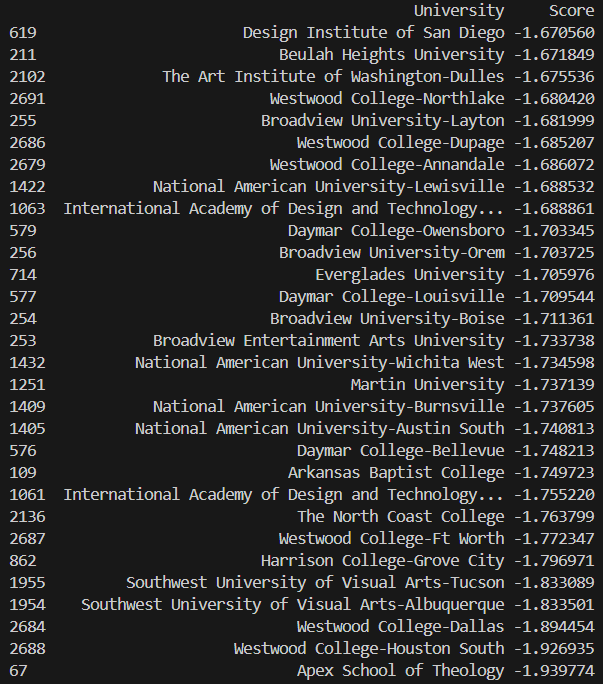 University Score
619 Design Institute of San Diego -1.670560
211 Beulah Heights University -1.671849
2102 The Art Institute of Washington-Dulles -1.675536
2691 Westwood College-Northlake -1.680420
255 Broadview University-Layton -1.681999
2686 Westwood College-Dupage -1.685207
2679 Westwood College-Annandale -1.686072
1422 National American University-Lewisville -1.688532
1063 International Academy of Design and Technology... -1.688861
579 Daymar College-Owensboro -1.703345
256 Broadview University-Orem -1.703725
714 Everglades University -1.705976
577 Daymar College-Louisville -1.709544
254 Broadview University-Boise -1.711361
253 Broadview Entertainment Arts University -1.733738
1432 National American University-Wichita West -1.734598
1251 Martin University -1.737139
1409 National American University-Burnsville -1.737605
1405 National American University-Austin South -1.740813
576 Daymar College-Bellevue -1.748213
109 Arkansas Baptist College -1.749723
1061 International Academy of Design and Technology... -1.755220
2136 The North Coast College -1.763799
2687 Westwood College-Ft Worth -1.772347
862 Harrison College-Grove City -1.796971
1955 Southwest University of Visual Arts-Tucson -1.833089
1954 Southwest University of Visual Arts-Albuquerque -1.833501
2684 Westwood College-Dallas -1.894454
2688 Westwood College-Houston South -1.926935
67 Apex School of Theology -1.939774